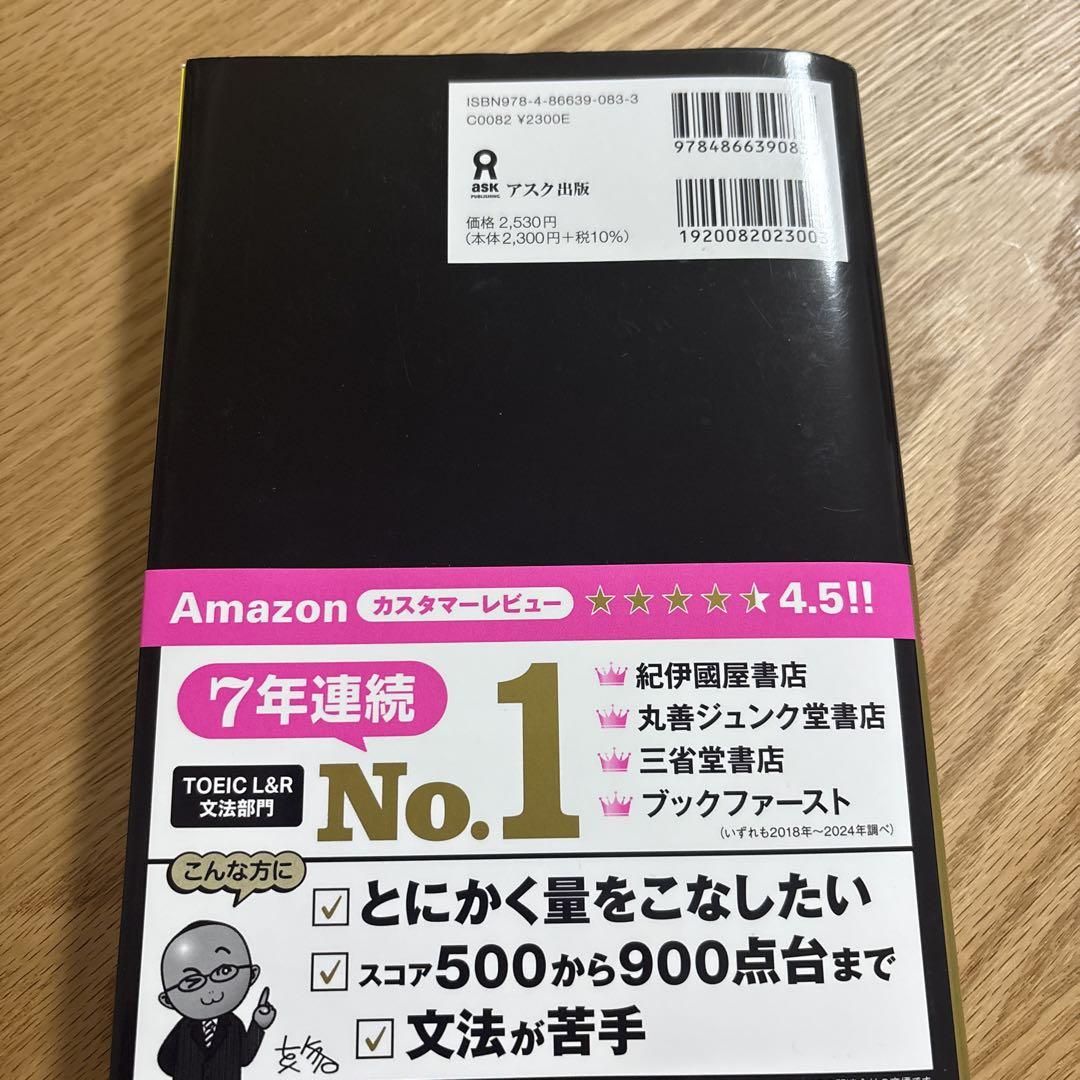 ISBN978-4-86639-083-3
C0082 ¥2300E
ask
PUBLISHING
アスク出版
価格 2,530円
(本体2,300円+税10%)
97848663908
192008202300
Amazon カスタマーレビュー ★★★★ 4.5!!
7年連続
TOEIC L&R
文法部門
No.1
紀伊國屋書店
丸善ジュンク堂書店
三省堂書店
ブックファースト
(いずれも2018年〜2024年調べ)
こんな方に
✓ とにかく量をこなしたい
✓ スコア500から900点台まで
✓ 文法が苦手